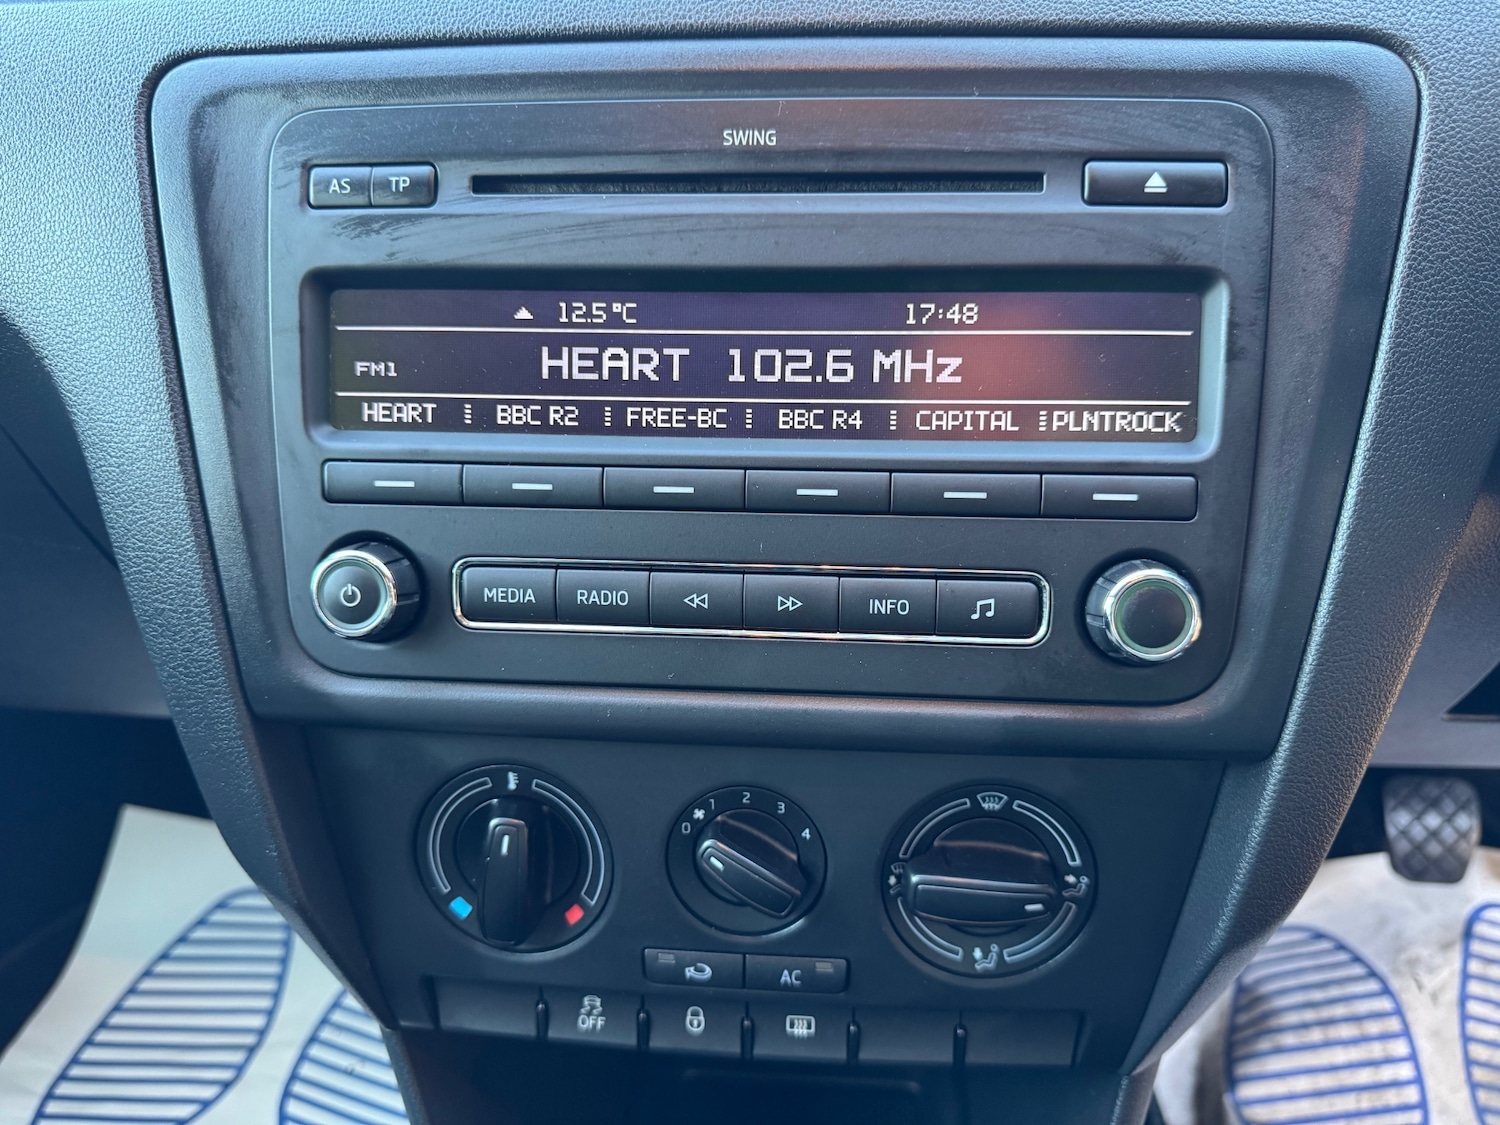 SWING
AS TP
12.5°C 17:48
FM1 HEART 102.6 MHz
HEART BBC R2 FREE-BC BBC R4 CAPITAL PLNTROCK
MEDIA RADIO INFO
0 1 2 3 4
AC
OFF